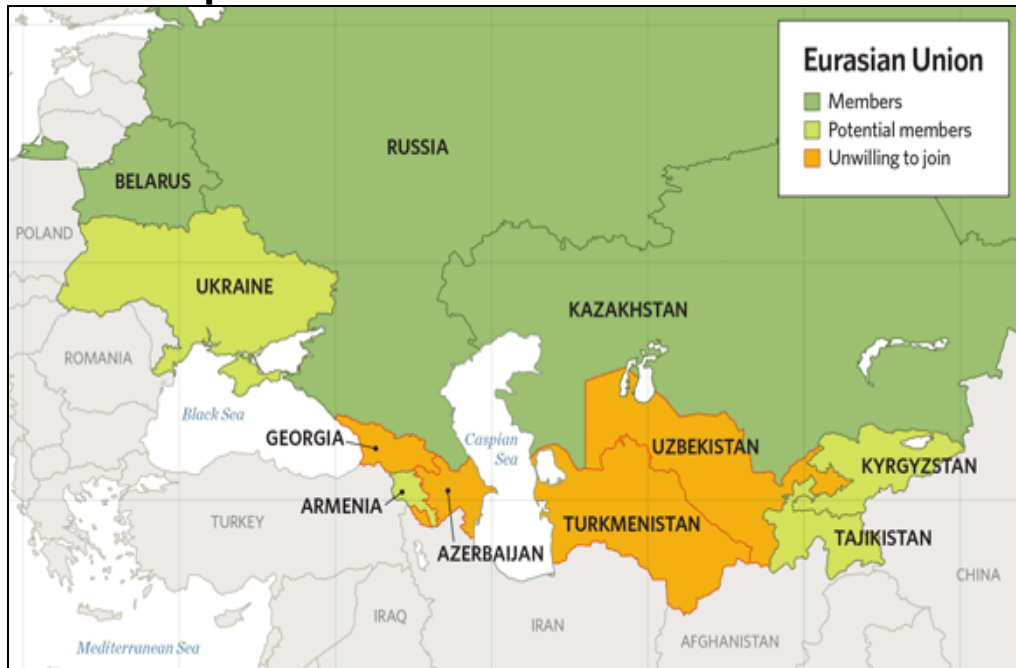 Eurasian Union
Members
Potential members
Unwilling to join
RUSSIA
BELARUS
POLAND
UKRAINE
KAZAKHSTAN
ROMANIA
Black Sea
GEORGIA
Caspian
Sea
UZBEKISTAN
KYRGYZSTAN
ARMENIA
TURKEY
TURKMENISTAN
TAJIKISTAN
AZERBAIJAN
CHINA
IRAQ
IRAN
AFGHANISTAN
Mediterranean Sea